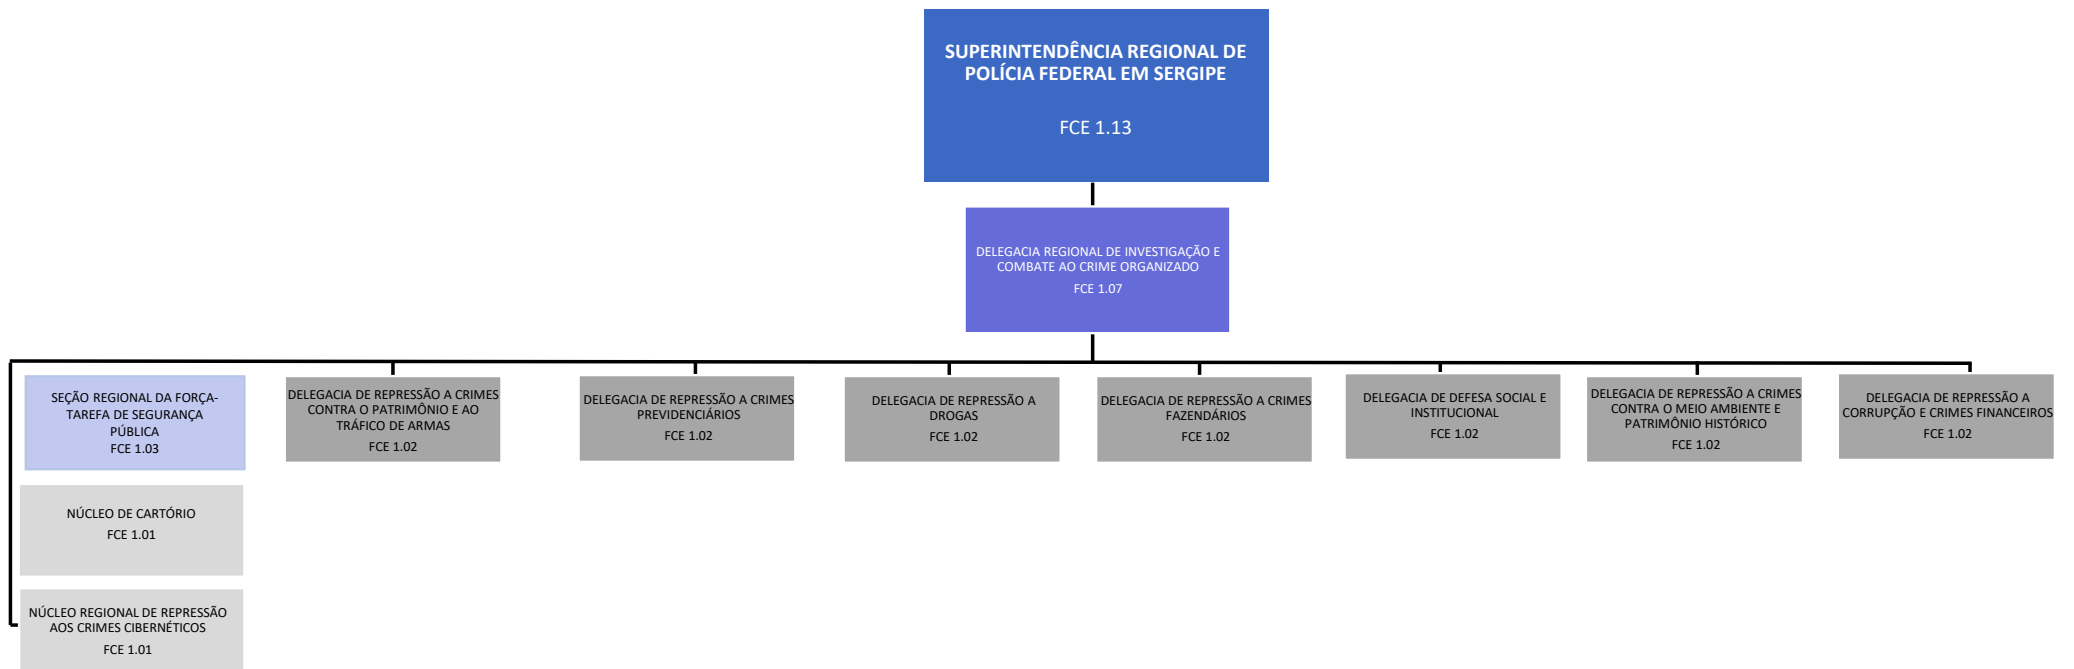 SUPERINTENDÊNCIA REGIONAL DE
POLÍCIA FEDERAL EM SERGIPE
FCE 1.13
DELEGACIA REGIONAL DE INVESTIGAÇÃO E
COMBATE AO CRIME ORGANIZADO
FCE 1.07
SEÇÃO REGIONAL DA FORÇA-
TAREFA DE SEGURANÇA
PÚBLICA
FCE 1.03
DELEGACIA DE REPRESSÃO A CRIMES
CONTRA O PATRIMÔNIO E AO
TRÁFICO DE ARMAS
FCE 1.02
DELEGACIA DE REPRESSÃO A CRIMES
PREVIDENCIÁRIOS
FCE 1.02
DELEGACIA DE REPRESSÃO A
DROGAS
FCE 1.02
DELEGACIA DE REPRESSÃO A CRIMES
FAZENDÁRIOS
FCE 1.02
DELEGACIA DE DEFESA SOCIAL E
INSTITUCIONAL
FCE 1.02
DELEGACIA DE REPRESSÃO A CRIMES
CONTRA O MEIO AMBIENTE E
PATRIMÔNIO HISTÓRICO
FCE 1.02
DELEGACIA DE REPRESSÃO A
CORRUPÇÃO E CRIMES FINANCEIROS
FCE 1.02
NÚCLEO DE CARTÓRIO
FCE 1.01
NÚCLEO REGIONAL DE REPRESSÃO
AOS CRIMES CIBERNÉTICOS
FCE 1.01